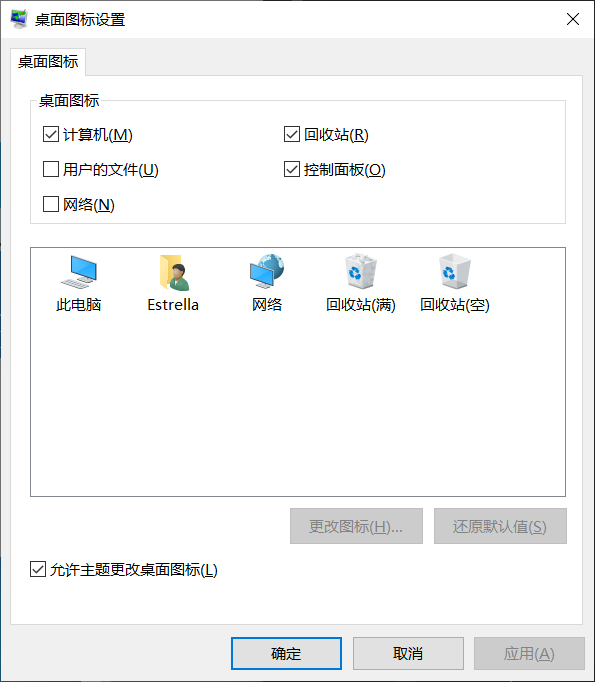 桌面图标设置
桌面图标
桌面图标
计算机(M) 回收站(R)
用户的文件(U) 控制面板(O)
网络(N)
此电脑 Estrella 网络 回收站(满) 回收站(空)
更改图标(H)... 还原默认值(S)
允许主题更改桌面图标(L)
确定 取消 应用(A)